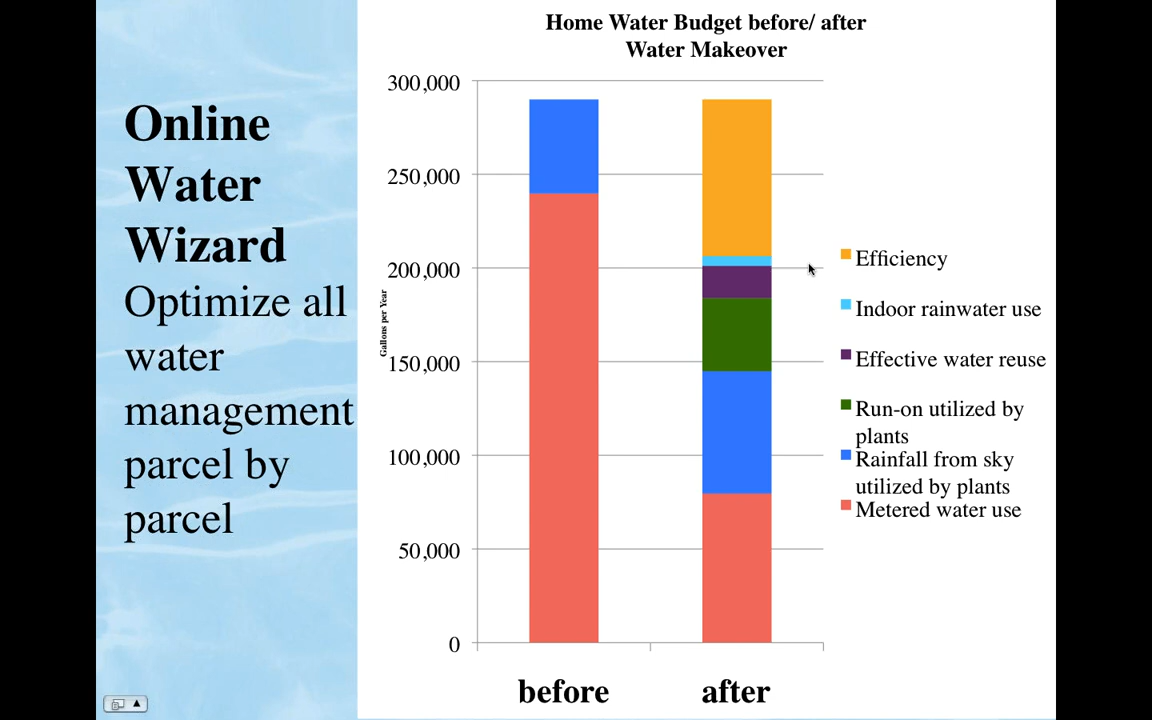 Online
Water
Wizard
Optimize all
water
management
parcel by
parcel
Home Water Budget before/ after
Water Makeover
Gallons per Year
300,000
250,000
200,000
150,000
100,000
50,000
0
before
after
Efficiency
Indoor rainwater use
Effective water reuse
Run-on utilized by
plants
Rainfall from sky
utilized by plants
Metered water use